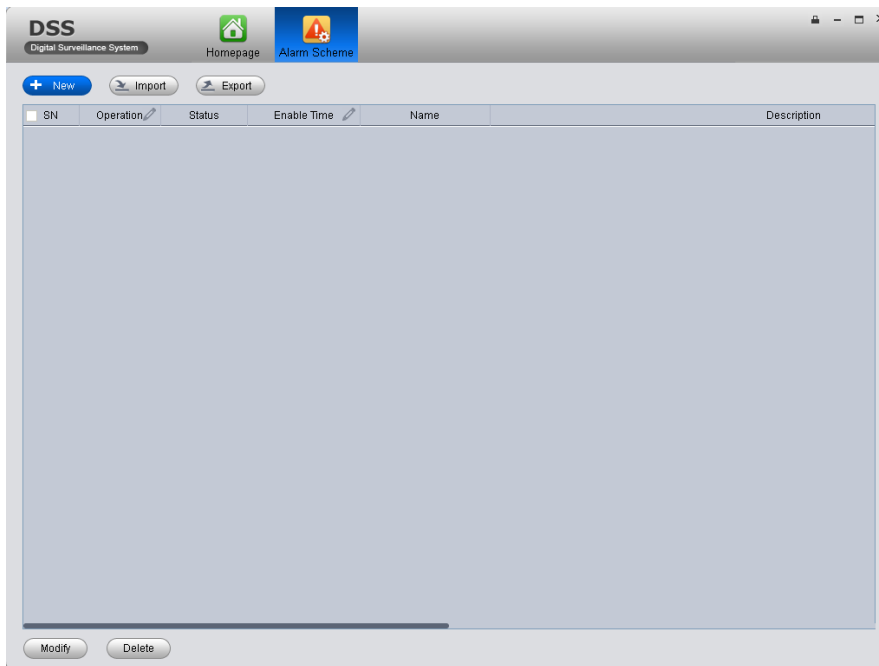 DSS
Digital Surveillance System
Homepage
Alarm Scheme
New Import Export
SN Operation Status Enable Time Name Description
Modify Delete